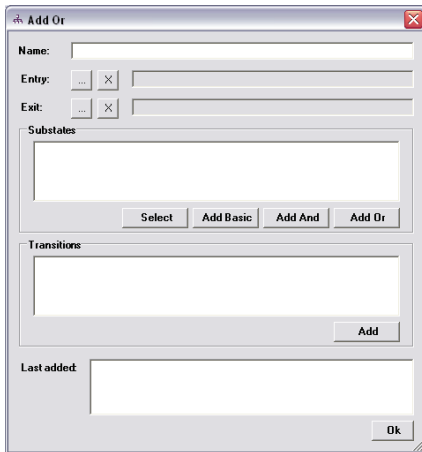 Add Or
Name:
Entry: ... X
Exit: ... X
Substates
Select Add Basic Add And Add Or
Transitions
Add
Last added:
Ok